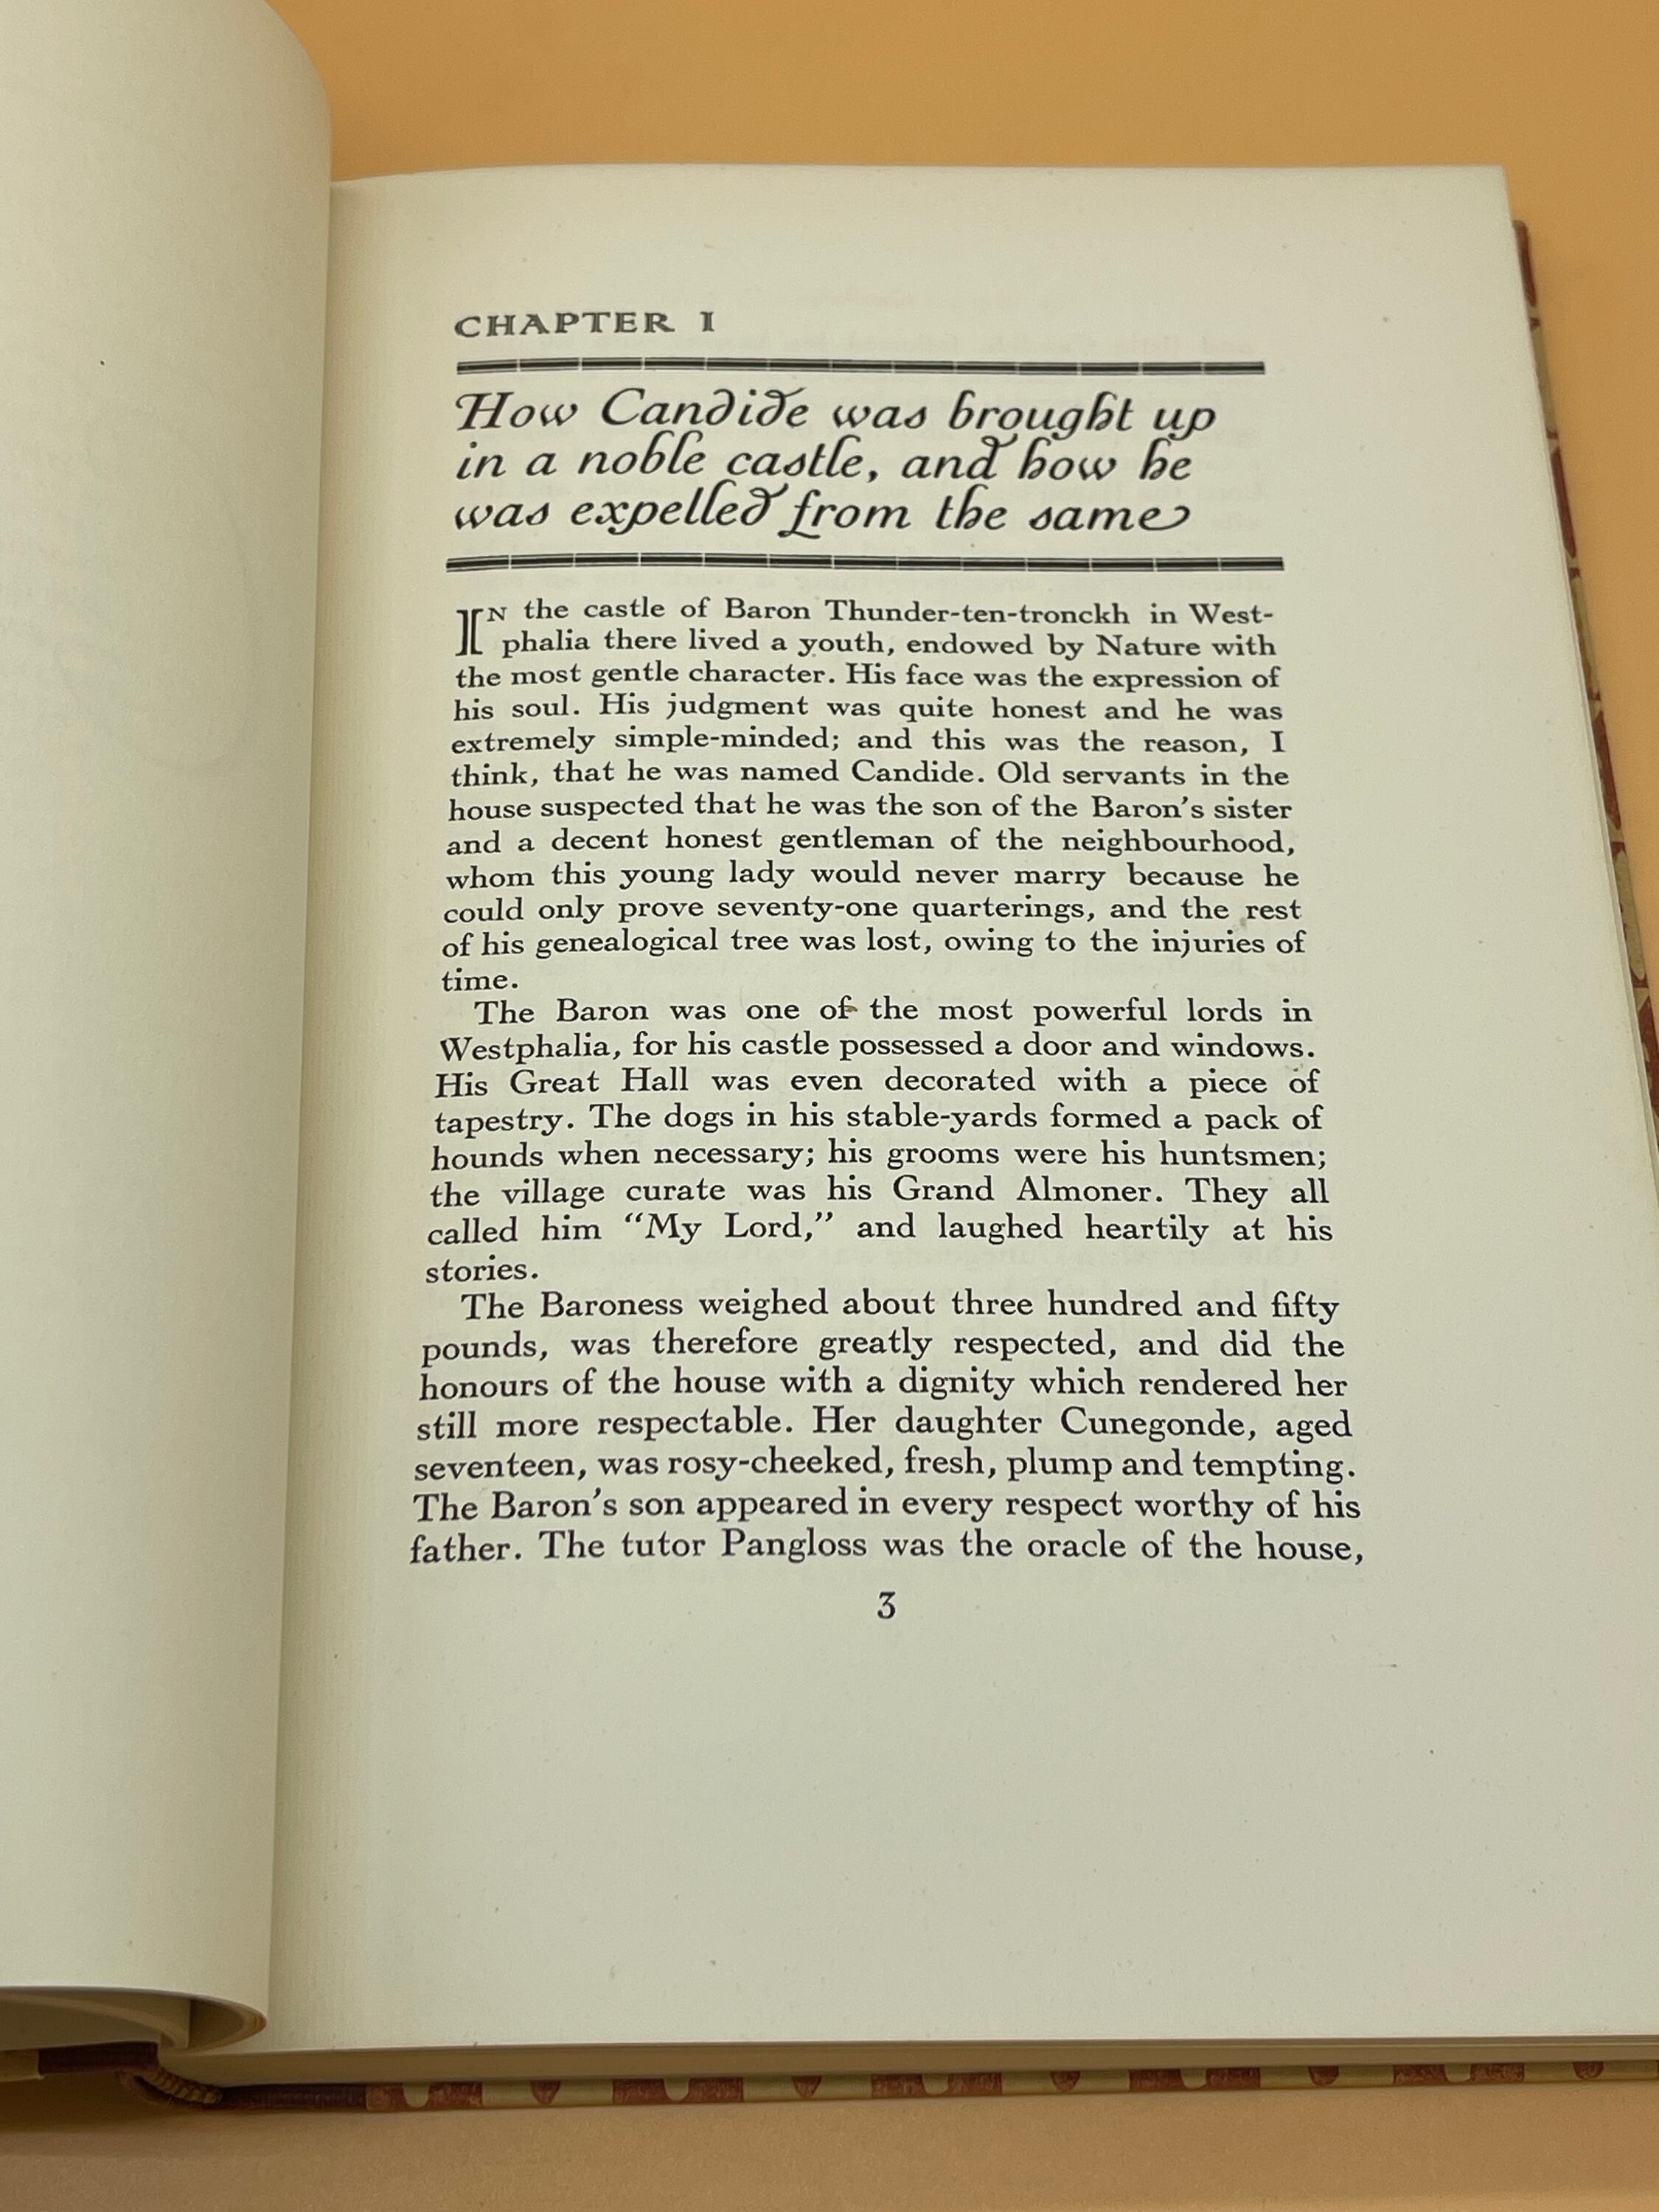 CHAPTER I
How Candide was brought up
in a noble castle, and how he
was expelled from the same
IN the castle of Baron Thunder-ten-tronckh in West-
phalia there lived a youth, endowed by Nature with
the most gentle character. His face was the expression of
his soul. His judgment was quite honest and he was
extremely simple-minded; and this was the reason, I
think, that he was named Candide. Old servants in the
house suspected that he was the son of the Baron's sister
and a decent honest gentleman of the neighbourhood,
whom this young lady would never marry because he
could only prove seventy-one quarterings, and the rest
of his genealogical tree was lost, owing to the injuries of
time.
The Baron was one of the most powerful lords in
Westphalia, for his castle possessed a door and windows.
His Great Hall was even decorated with a piece of
tapestry. The dogs in his stable-yards formed a pack of
hounds when necessary; his grooms were his huntsmen;
the village curate was his Grand Almoner. They all
called him “My Lord,” and laughed heartily at his
stories.
The Baroness weighed about three hundred and fifty
pounds, was therefore greatly respected, and did the
honours of the house with a dignity which rendered her
still more respectable. Her daughter Cunegonde, aged
seventeen, was rosy-cheeked, fresh, plump and tempting.
The Baron's son appeared in every respect worthy of his
father. The tutor Pangloss was the oracle of the house,
3